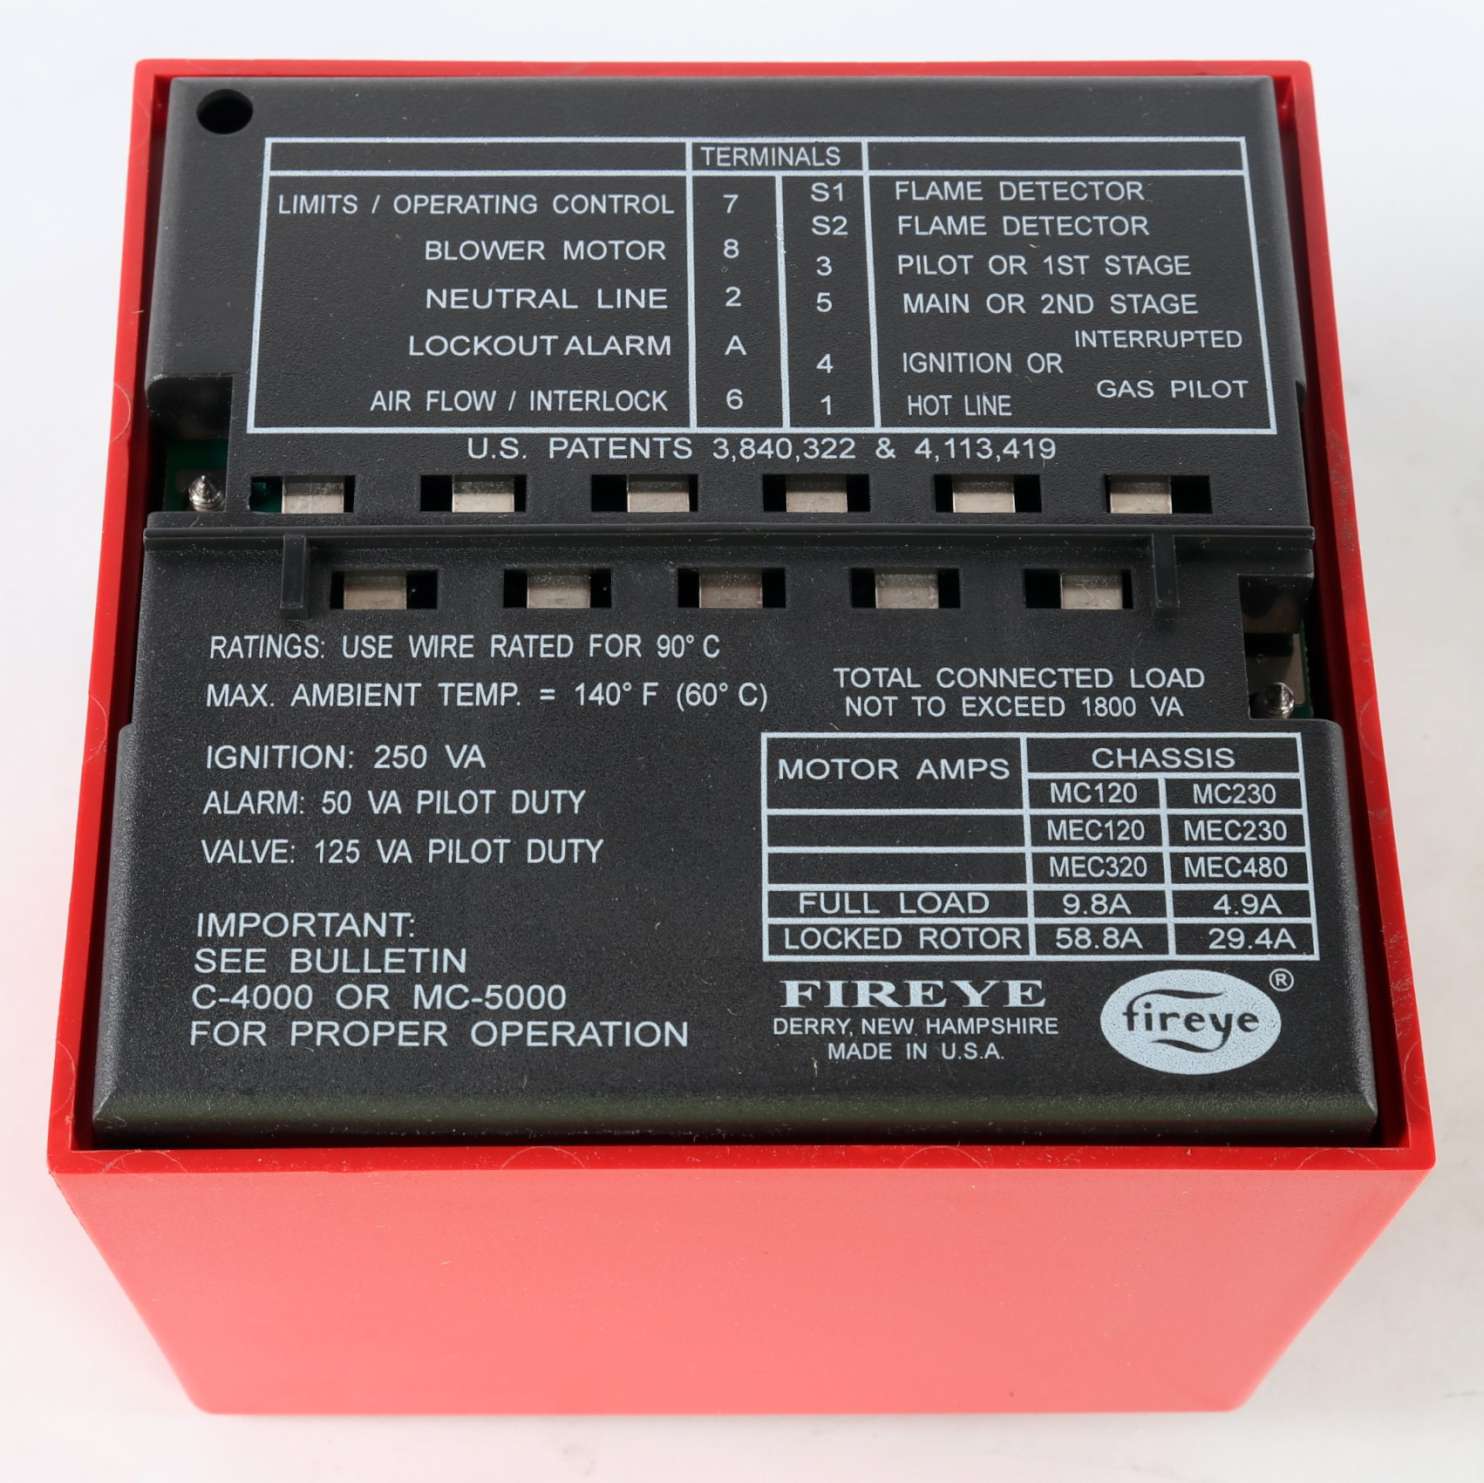 TERMINALS
LIMITS / OPERATING CONTROL 7 S1 FLAME DETECTOR
S2 FLAME DETECTOR
BLOWER MOTOR 8 3 PILOT OR 1ST STAGE
NEUTRAL LINE 2 5 MAIN OR 2ND STAGE
LOCKOUT ALARM A 4 IGNITION OR INTERRUPTED GAS PILOT
AIR FLOW / INTERLOCK 6 1 HOT LINE
U.S. PATENTS 3,840,322 & 4,113,419
RATINGS: USE WIRE RATED FOR 90° C
MAX. AMBIENT TEMP. = 140° F (60° C)
IGNITION: 250 VA
ALARM: 50 VA PILOT DUTY
VALVE: 125 VA PILOT DUTY
IMPORTANT:
SEE BULLETIN
C-4000 OR MC-5000
FOR PROPER OPERATION
TOTAL CONNECTED LOAD
NOT TO EXCEED 1800 VA
MOTOR AMPS CHASSIS
MC120 MC230
MEC120 MEC230
MEC320 MEC480
FULL LOAD 9.8A 4.9A
LOCKED ROTOR 58.8A 29.4A
FIREYE
DERRY, NEW HAMPSHIRE
MADE IN U.S.A.
fireye ®